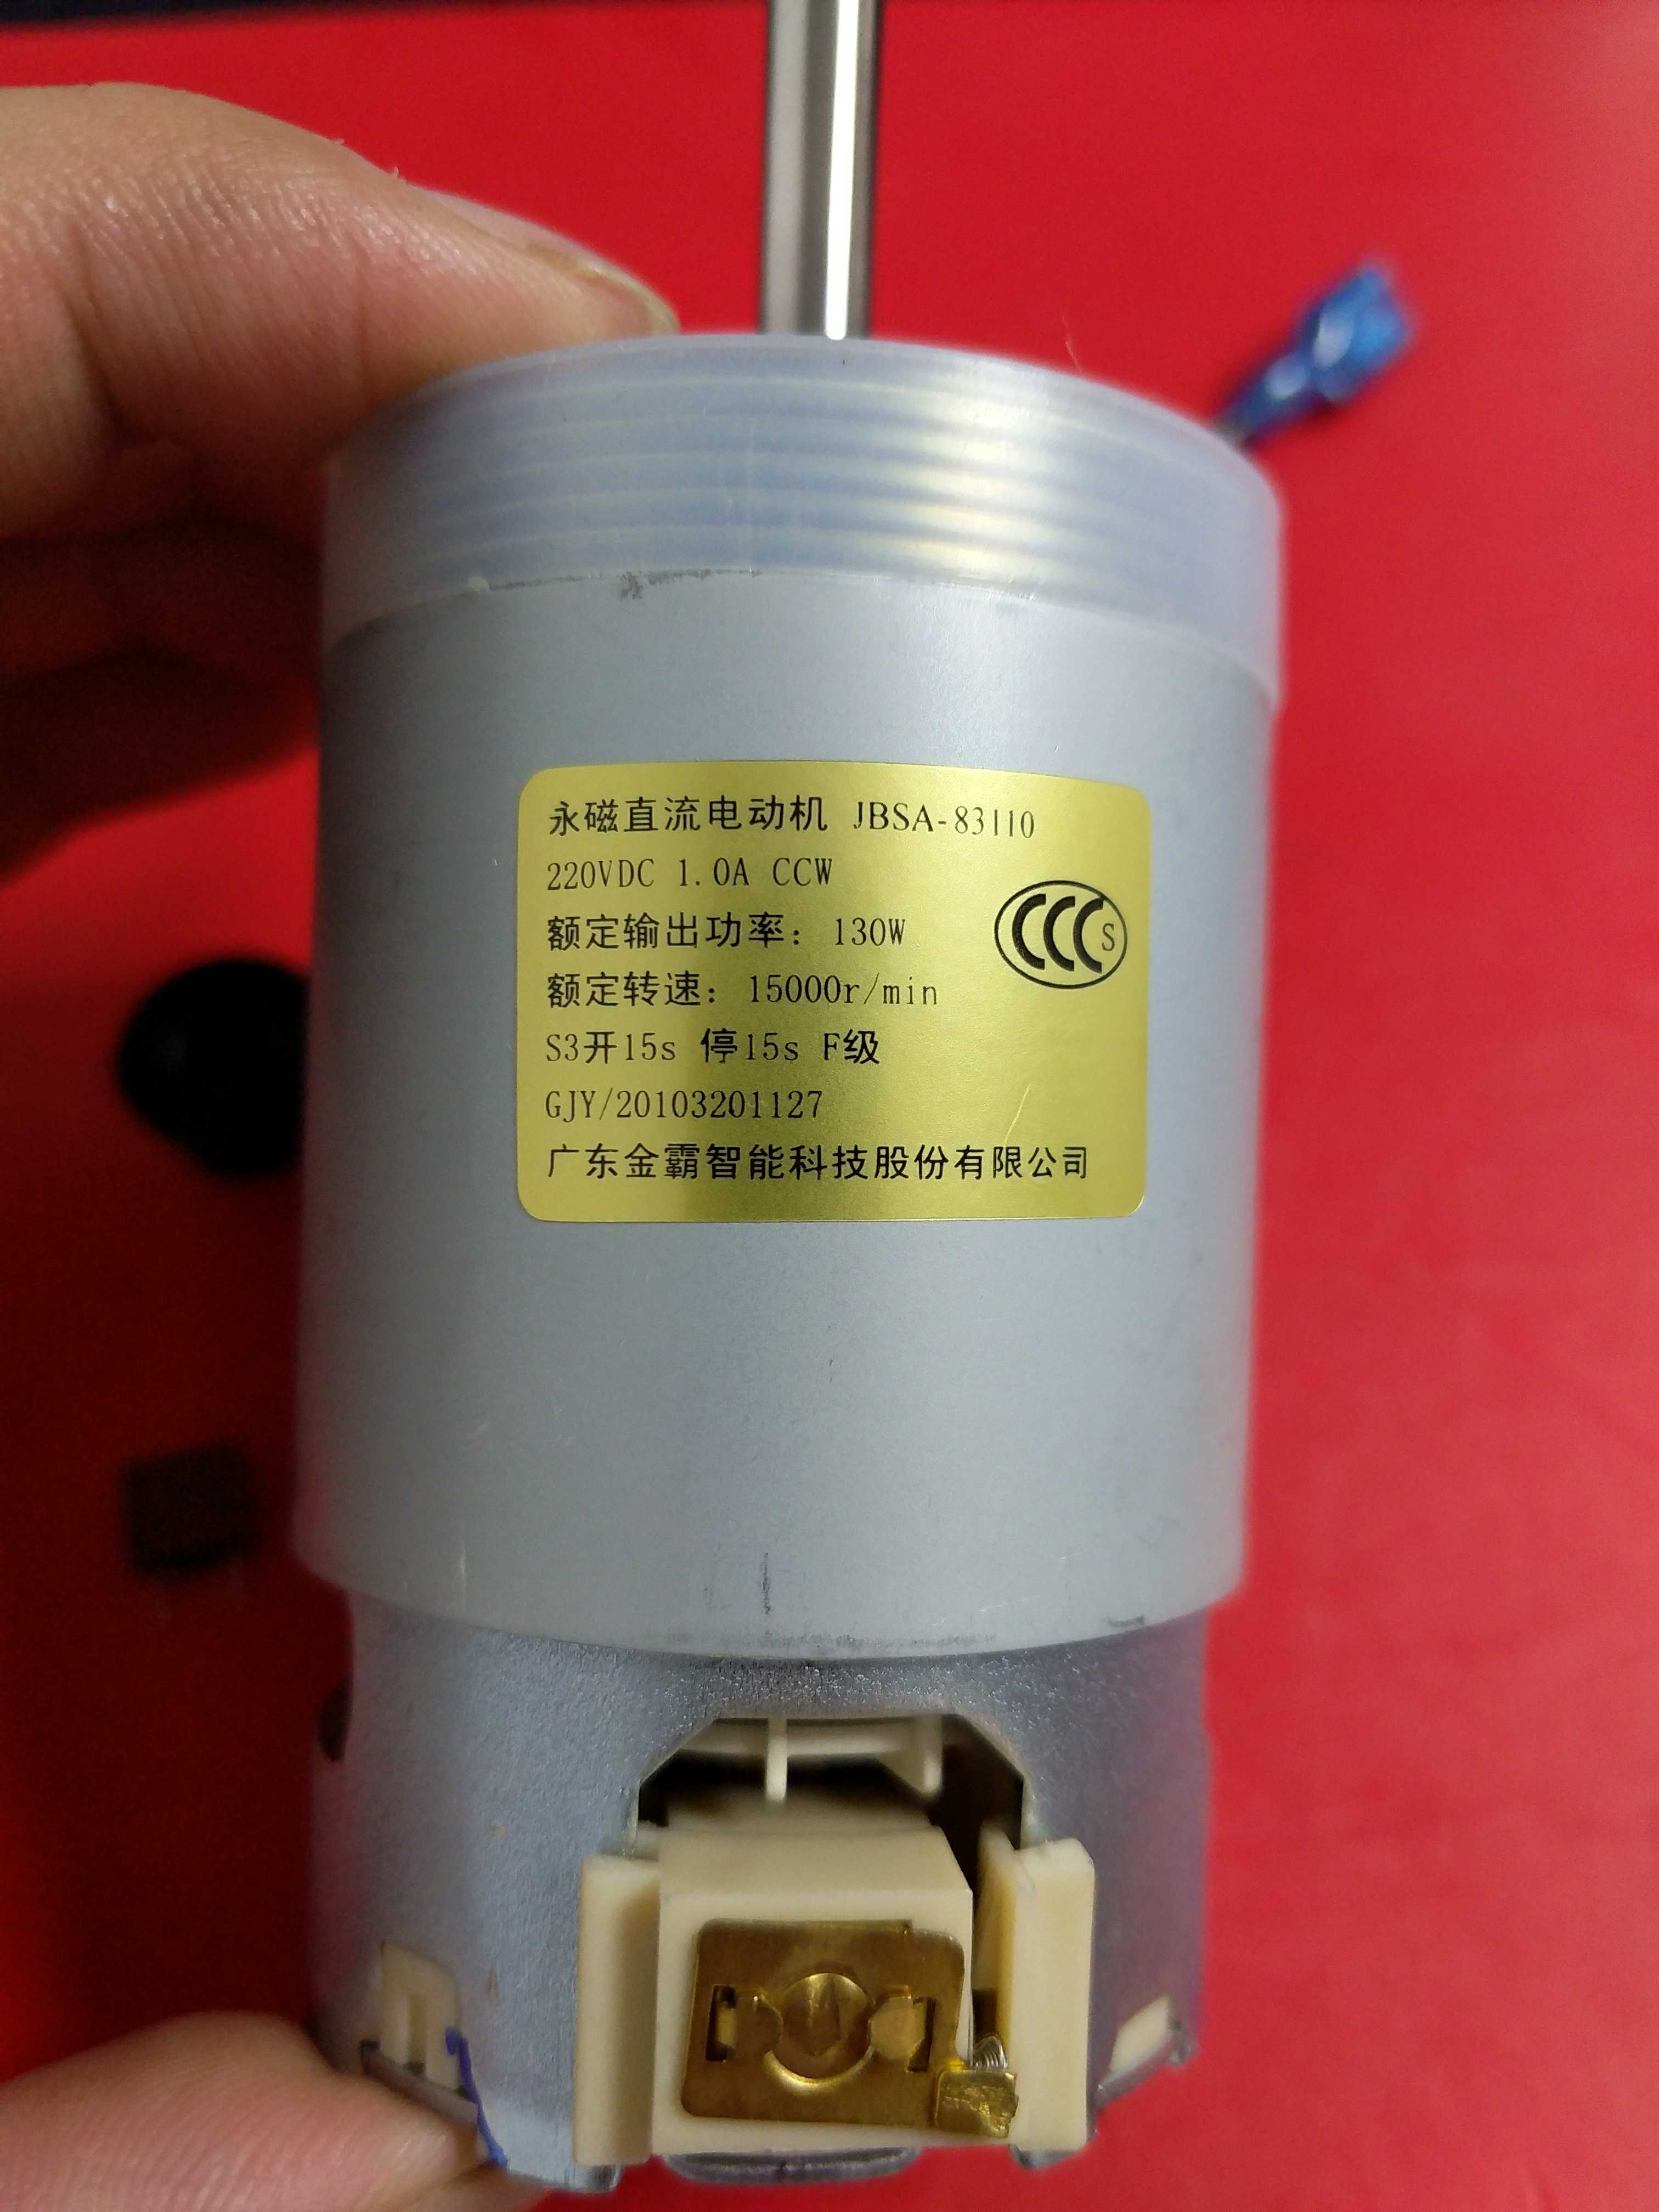 永磁直流电动机 JBSA-83110
220VDC 1.0A CCW
额定输出功率: 130W
CCC S
额定转速: 15000r/min
S3开15s 停15s F级
GJY/20103201127
广东金霸智能科技股份有限公司